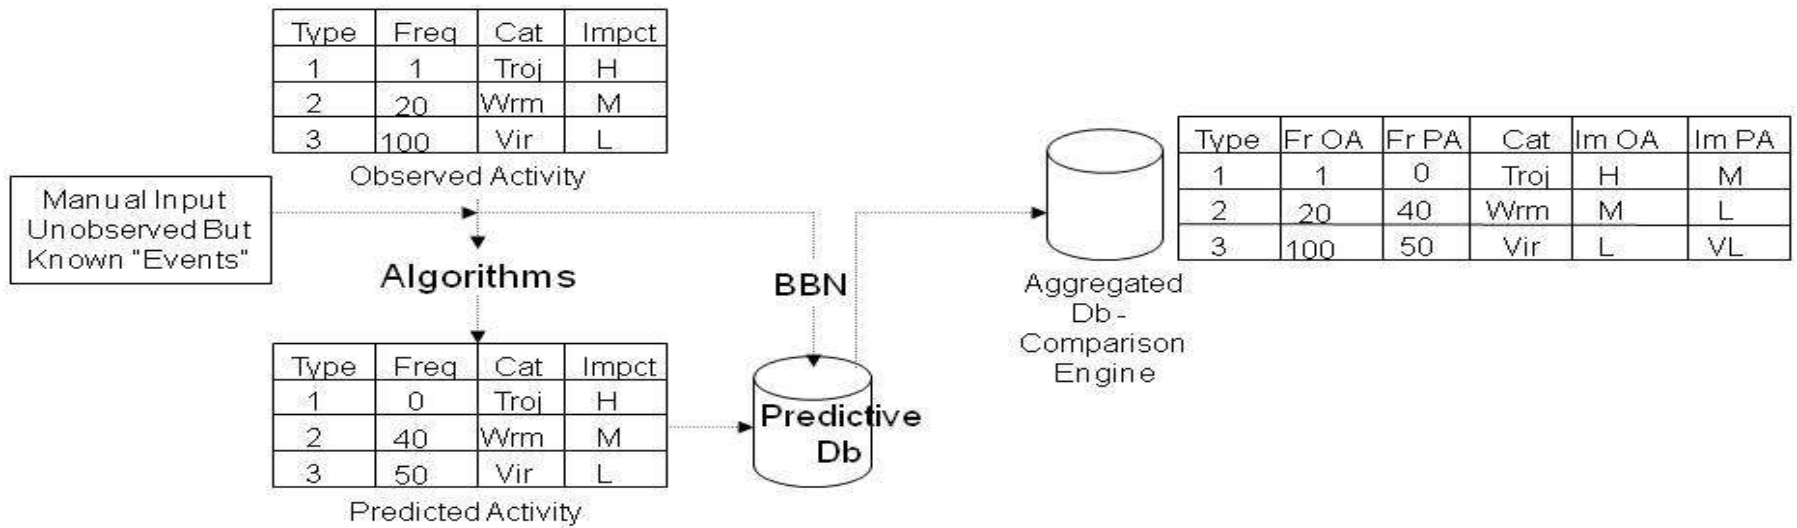 Type Freq Cat Impct
1 1 Troj H
2 20 Wrm M
3 100 Vir L
Observed Activity
Manual Input
Unobserved But
Known "Events"
Algorithms
BBN
Type Freq Cat Impct
1 0 Troj H
2 40 Wrm M
3 50 Vir L
Predicted Activity
Predictive
Db
Aggregated
Db -
Comparison
Engine
Type Fr OA Fr PA Cat Im OA Im PA
1 1 0 Troj H M
2 20 40 Wrm M L
3 100 50 Vir L VL